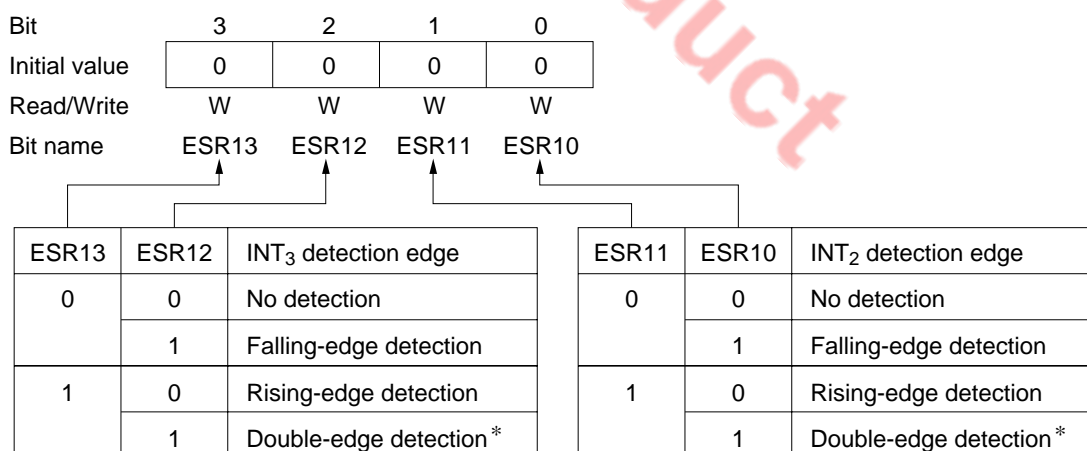 Bit 3 2 1 0
Initial value 0 0 0 0
Read/Write W W W W
Bit name ESR13 ESR12 ESR11 ESR10
ESR13 ESR12 INT3 detection edge
0 0 No detection
1 Falling-edge detection
1 0 Rising-edge detection
1 Double-edge detection*
ESR11 ESR10 INT2 detection edge
0 0 No detection
1 Falling-edge detection
1 0 Rising-edge detection
1 Double-edge detection*